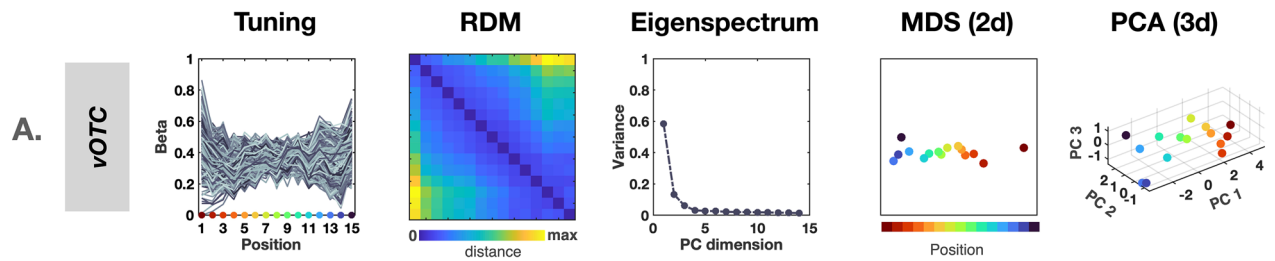 Tuning
RDM
Eigenspectrum
MDS (2d)
PCA (3d)
A.
vOTC
Beta
1
0.8
0.6
0.4
0.2
0
1 3 5 7 9 11 13 15
Position
0 max
distance
Variance
1
0.8
0.6
0.4
0.2
0
0 5 10 15
PC dimension
Position
PC 3
1
0
-1
PC 2
2
1
0
-1
PC 1
-2
0
2
4